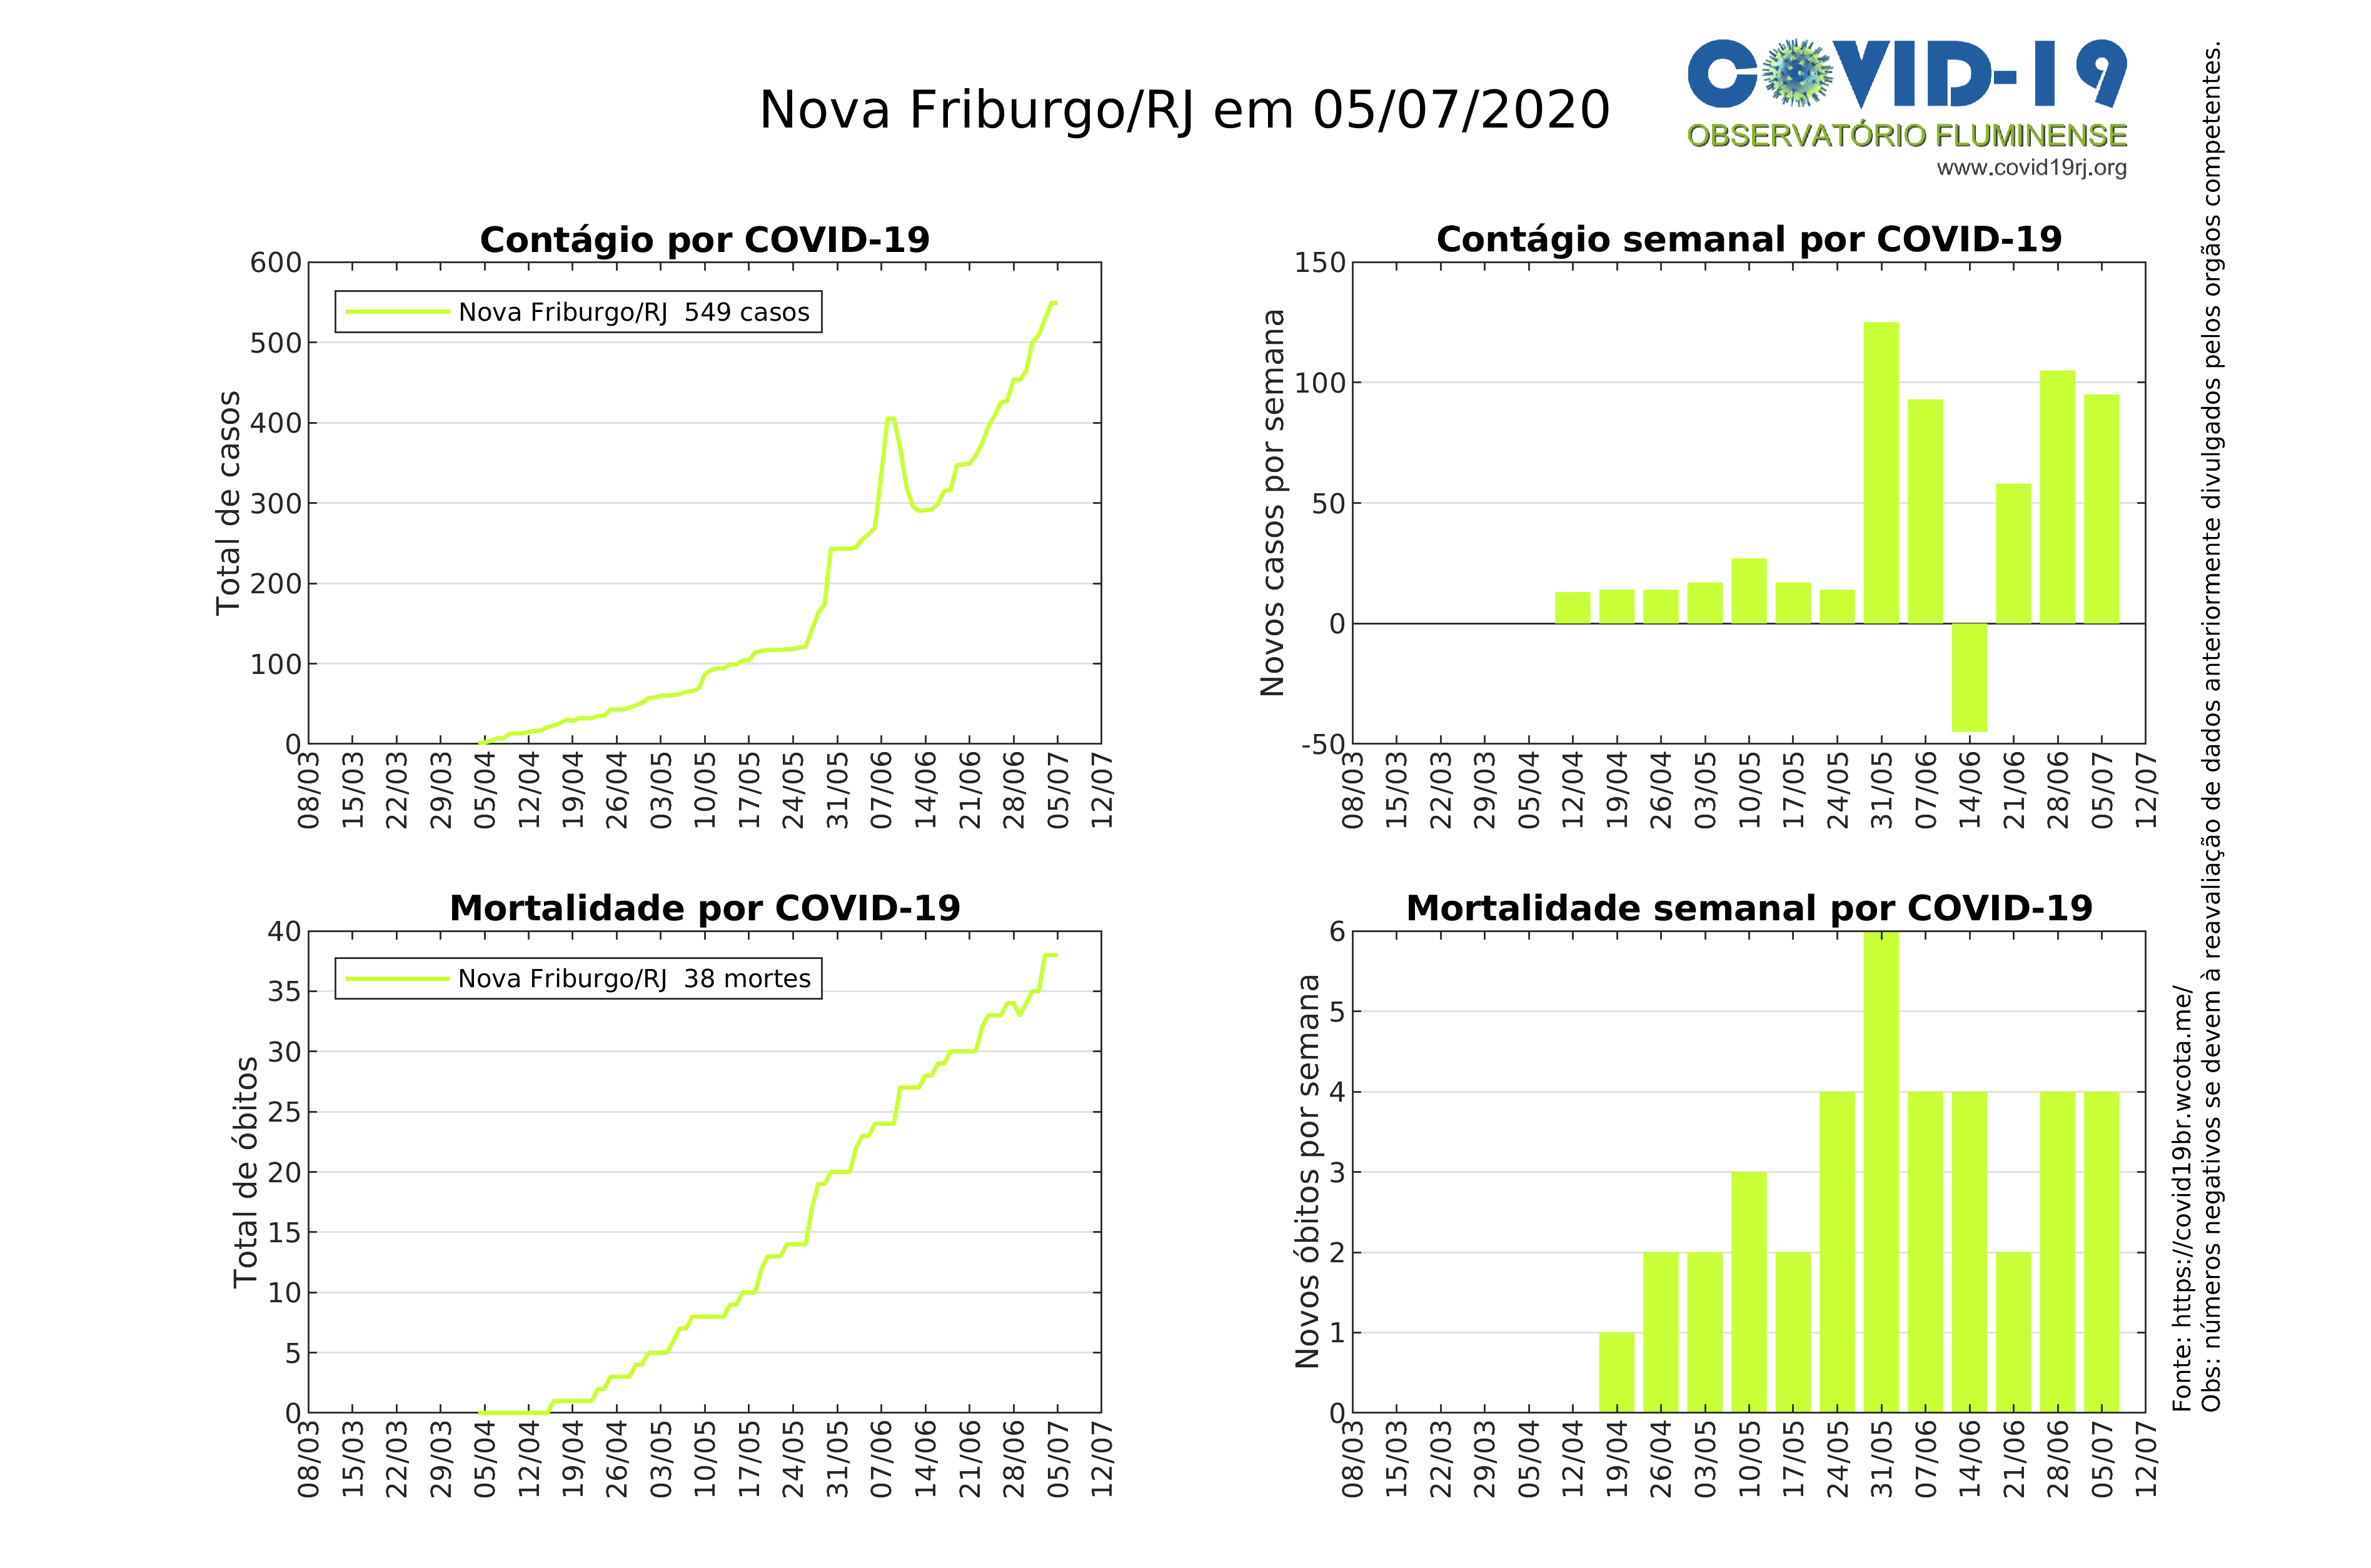 Nova Friburgo/RJ em 05/07/2020
COVID-19
OBSERVATÓRIO FLUMINENSE
www.covid19rj.org
Contágio por COVID-19
Total de casos
600
500
400
300
200
100
0
Nova Friburgo/RJ 549 casos
08/03 15/03 22/03 29/03 05/04 12/04 19/04 26/04 03/05 10/05 17/05 24/05 31/05 07/06 14/06 21/06 28/06 05/07 12/07
Contágio semanal por COVID-19
Novos casos por semana
150
100
50
0
-50
08/03 15/03 22/03 29/03 05/04 12/04 19/04 26/04 03/05 10/05 17/05 24/05 31/05 07/06 14/06 21/06 28/06 05/07 12/07
Mortalidade por COVID-19
Total de óbitos
40
35
30
25
20
15
10
5
0
Nova Friburgo/RJ 38 mortes
08/03 15/03 22/03 29/03 05/04 12/04 19/04 26/04 03/05 10/05 17/05 24/05 31/05 07/06 14/06 21/06 28/06 05/07 12/07
Mortalidade semanal por COVID-19
Novos óbitos por semana
6
5
4
3
2
1
0
08/03 15/03 22/03 29/03 05/04 12/04 19/04 26/04 03/05 10/05 17/05 24/05 31/05 07/06 14/06 21/06 28/06 05/07 12/07
Fonte: https://covid19br.wcota.me/
Obs: números negativos se devem à reavaliação de dados anteriormente divulgados pelos orgãos competentes.